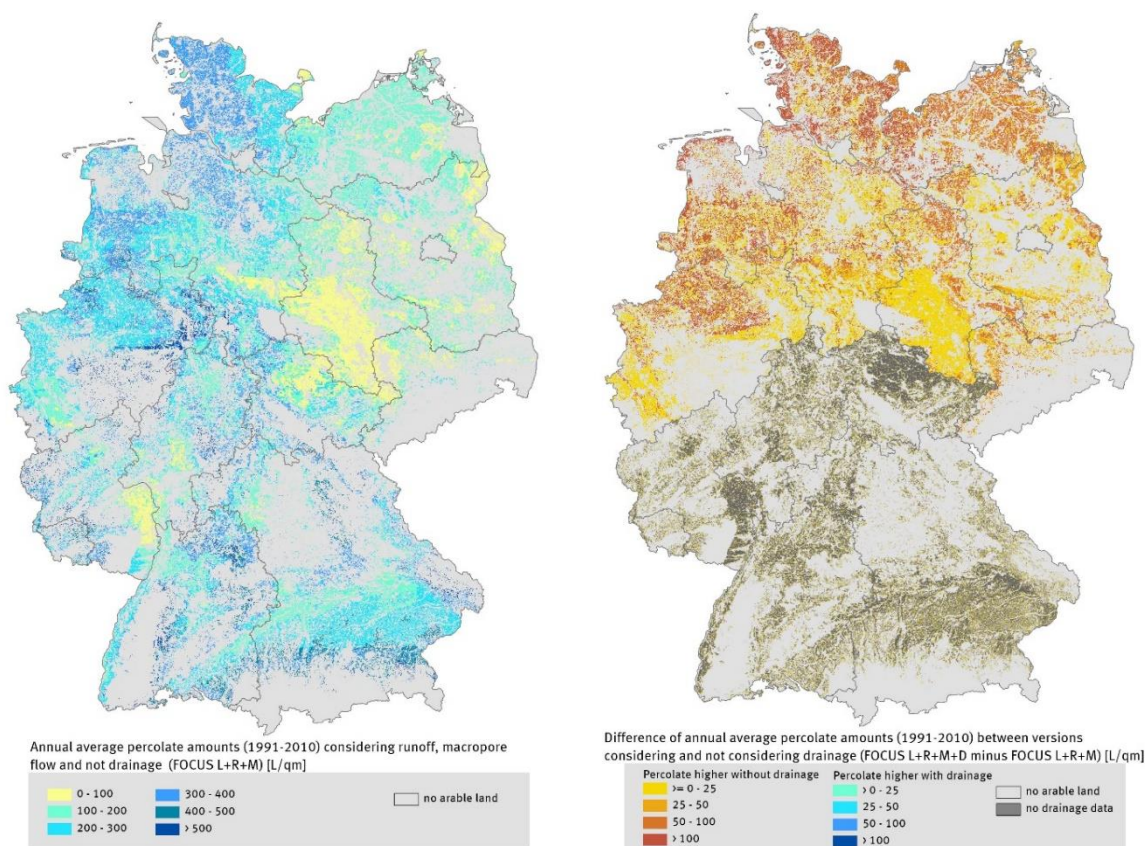 Annual average percolate amounts (1991-2010) considering runoff, macropore
flow and not drainage (FOCUS L+R+M) [L/qm]
0 - 100
100 - 200
200 - 300
300 - 400
400 - 500
> 500
no arable land
Difference of annual average percolate amounts (1991-2010) between versions
considering and not considering drainage (FOCUS L+R+M+D minus FOCUS L+R+M) [L/qm]
Percolate higher without drainage
>= 0 - 25
25 - 50
50 - 100
> 100
Percolate higher with drainage
> 0 - 25
25 - 50
50 - 100
> 100
no arable land
no drainage data